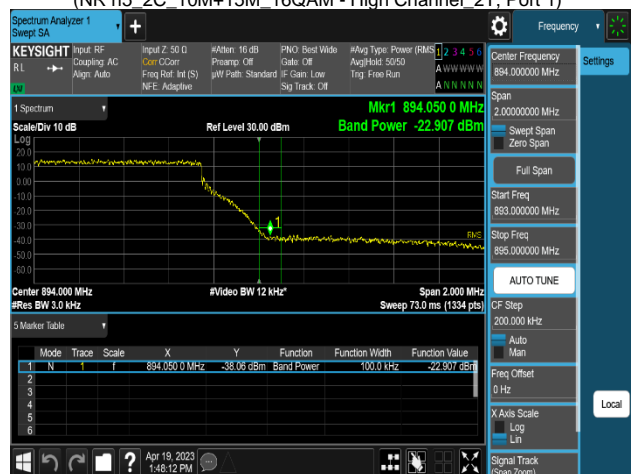 (NR n5_2C_10M+15M_16QAM - High Channel_2T, Port 1)
Spectrum Analyzer 1
Swept SA
+
Frequency
KEYSIGHT
RL
Input: RF
Coupling: AC
Align: Auto
Input Z: 50 Ω
Corr CCorr
Freq Ref: Int (S)
NFE: Adaptive
#Atten: 16 dB
Preamp: Off
µW Path: Standard
PNO: Best Wide
Gate: Off
IF Gain: Low
Sig Track: Off
#Avg Type: Power (RMS
Avg|Hold: 50/50
Trig: Free Run
1 2 3 4 5 6
A W W W W W
A N N N N N
1 Spectrum
Scale/Div 10 dB
Ref Level 30.00 dBm
Mkr1 894.050 0 MHz
Band Power -22.907 dBm
Log
20.0
10.0
0.00
-10.0
-20.0
-30.0
-40.0
-50.0
-60.0
1
RMS
Center 894.000 MHz
#Video BW 12 kHz*
Span 2.000 MHz
#Res BW 3.0 kHz
Sweep 73.0 ms (1334 pts)
5 Marker Table
Mode Trace Scale X Y Function Function Width Function Value
1 N 1 f 894.050 0 MHz -38.06 dBm Band Power 100.0 kHz -22.907 dBm
2
3
4
5
6
Apr 19, 2023
1:48:12 PM
?
Center Frequency
894.000000 MHz
Settings
Span
2.00000000 MHz
Swept Span
Zero Span
Full Span
Start Freq
893.000000 MHz
Stop Freq
895.000000 MHz
AUTO TUNE
CF Step
200.000 kHz
Auto
Man
Freq Offset
0 Hz
X Axis Scale
Log
Lin
Local
Signal Track
(Span Zoom)